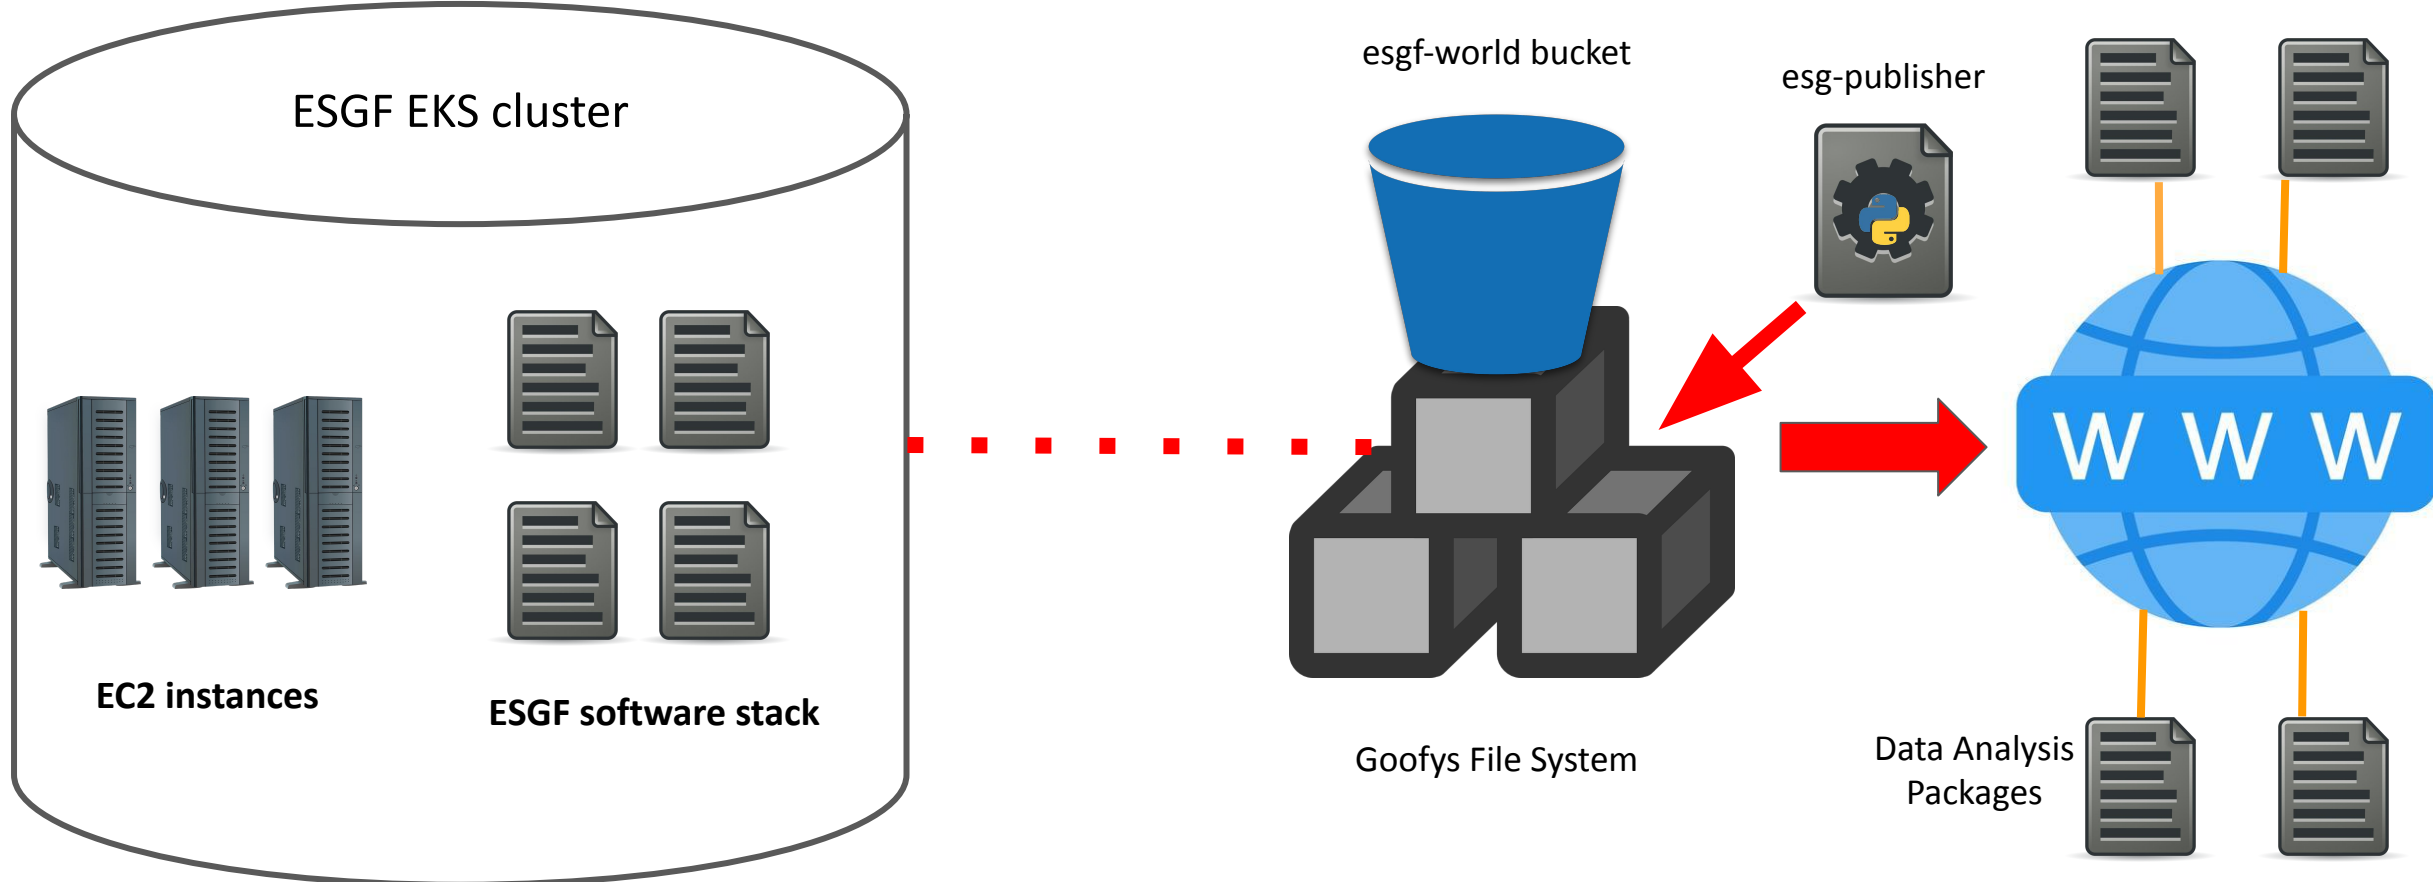 ESGF EKS cluster
EC2 instances
ESGF software stack
esgf-world bucket
Goofys File System
esg-publisher
W W W
Data Analysis
Packages